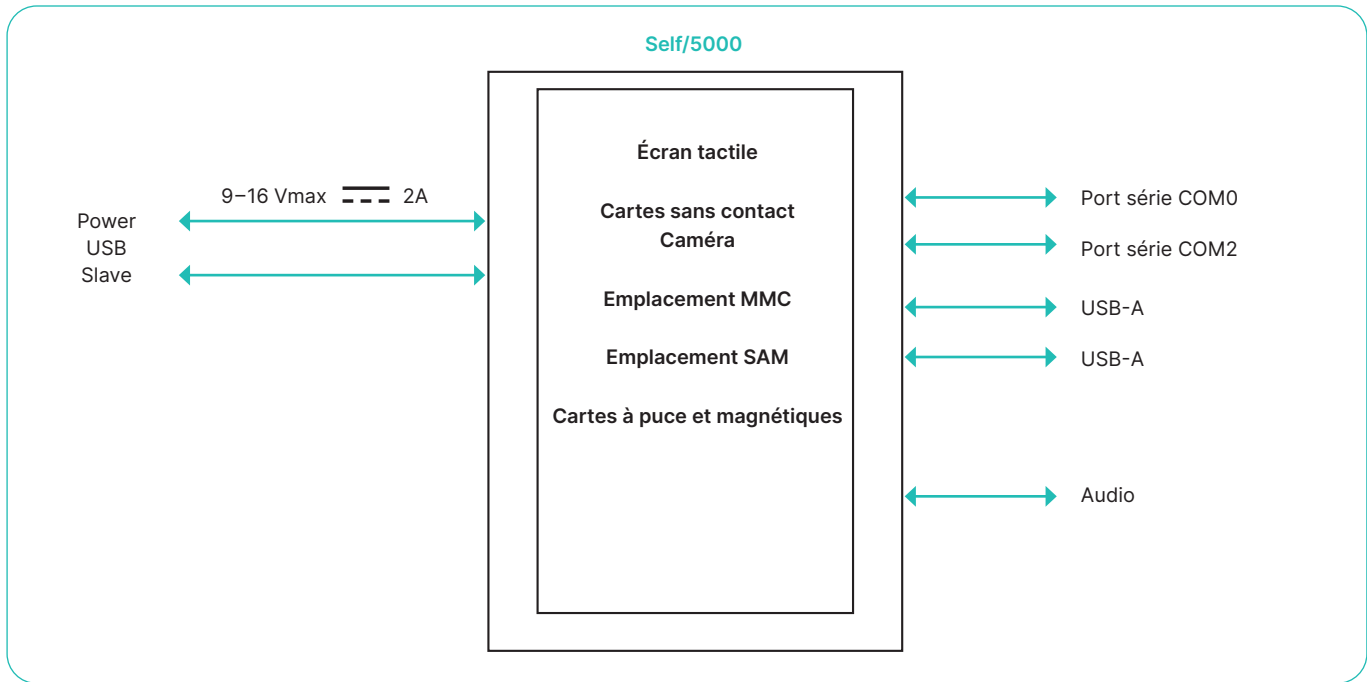 Self/5000
9–16 Vmax 2A
Power
USB
Slave
Écran tactile
Cartes sans contact
Caméra
Emplacement MMC
Emplacement SAM
Cartes à puce et magnétiques
Port série COM0
Port série COM2
USB-A
USB-A
Audio